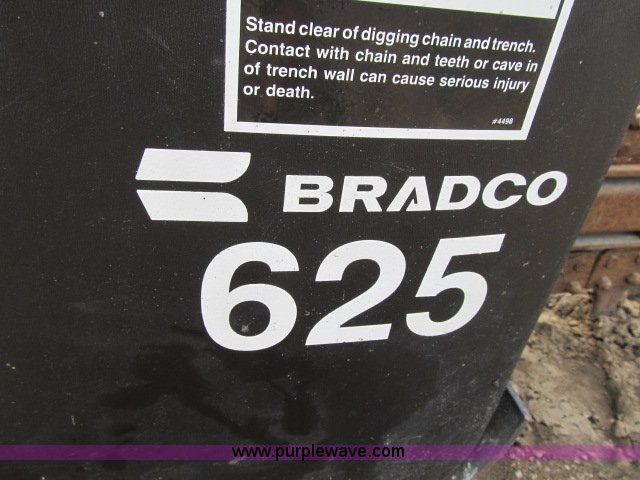 Stand clear of digging chain and trench.
Contact with chain and teeth or cave in
of trench wall can cause serious injury
or death.
#4498
BRADCO
625
www.purplewave.com